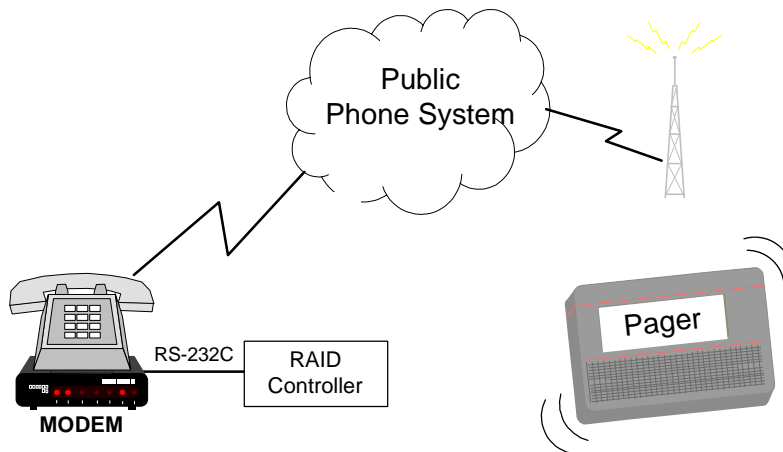 Public
Phone System
Pager
RS-232C
RAID
Controller
MODEM